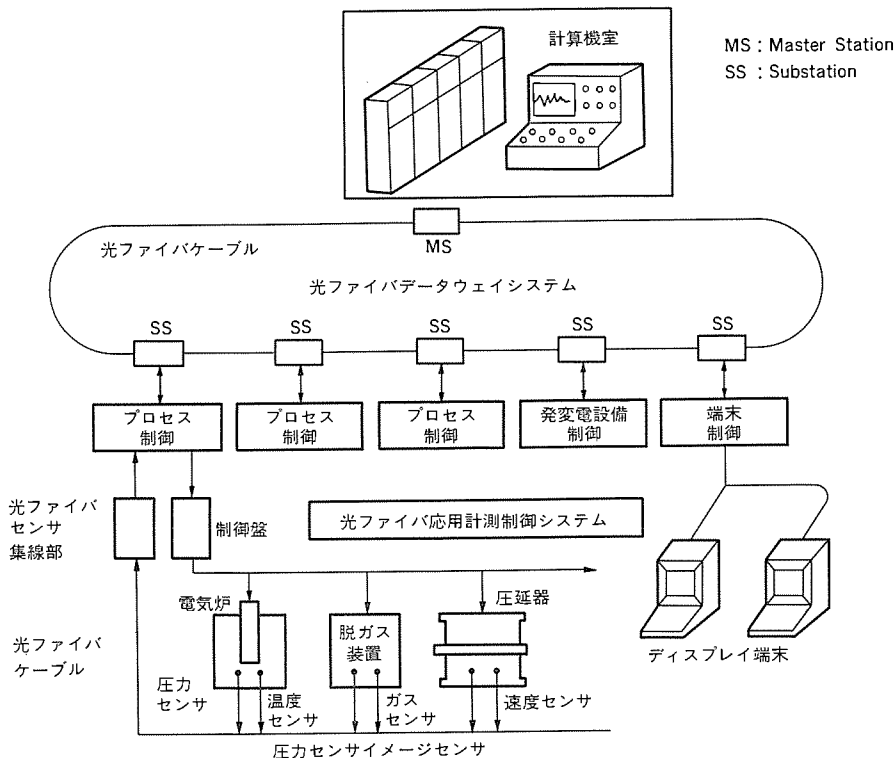 計算機室
MS : Master Station
SS : Substation
MS
光ファイバケーブル
光ファイバデータウェイシステム
SS
SS
SS
SS
SS
プロセス
制御
プロセス
制御
プロセス
制御
発変電設備
制御
端末
制御
光ファイバ
センサ
集線部
制御盤
光ファイバ応用計測制御システム
電気炉
脱ガス
装置
圧延器
光ファイバ
ケーブル
圧力
センサ
温度
センサ
ガス
センサ
速度センサ
ディスプレイ端末
圧力センサイメージセンサ